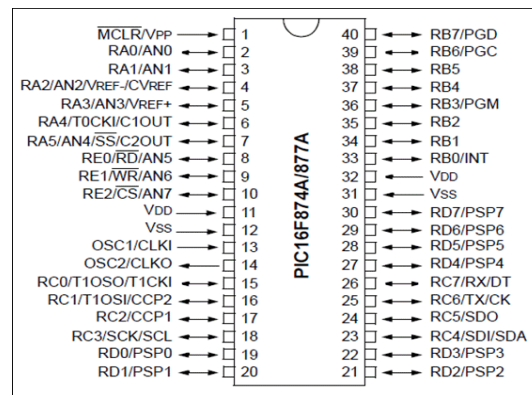 MCLR/VPP 1 40 RB7/PGD
RA0/AN0 2 39 RB6/PGC
RA1/AN1 3 38 RB5
RA2/AN2/VREF-/CVREF 4 37 RB4
RA3/AN3/VREF+ 5 36 RB3/PGM
RA4/T0CKI/C1OUT 6 35 RB2
RA5/AN4/SS/C2OUT 7 34 RB1
RE0/RD/AN5 8 33 RB0/INT
RE1/WR/AN6 9 32 VDD
RE2/CS/AN7 10 31 VSS
VDD 11 30 RD7/PSP7
VSS 12 29 RD6/PSP6
OSC1/CLKI 13 28 RD5/PSP5
OSC2/CLKO 14 27 RD4/PSP4
RC0/T1OSO/T1CKI 15 26 RC7/RX/DT
RC1/T1OSI/CCP2 16 25 RC6/TX/CK
RC2/CCP1 17 24 RC5/SDO
RC3/SCK/SCL 18 23 RC4/SDI/SDA
RD0/PSP0 19 22 RD3/PSP3
RD1/PSP1 20 21 RD2/PSP2
PIC16F874A/877A